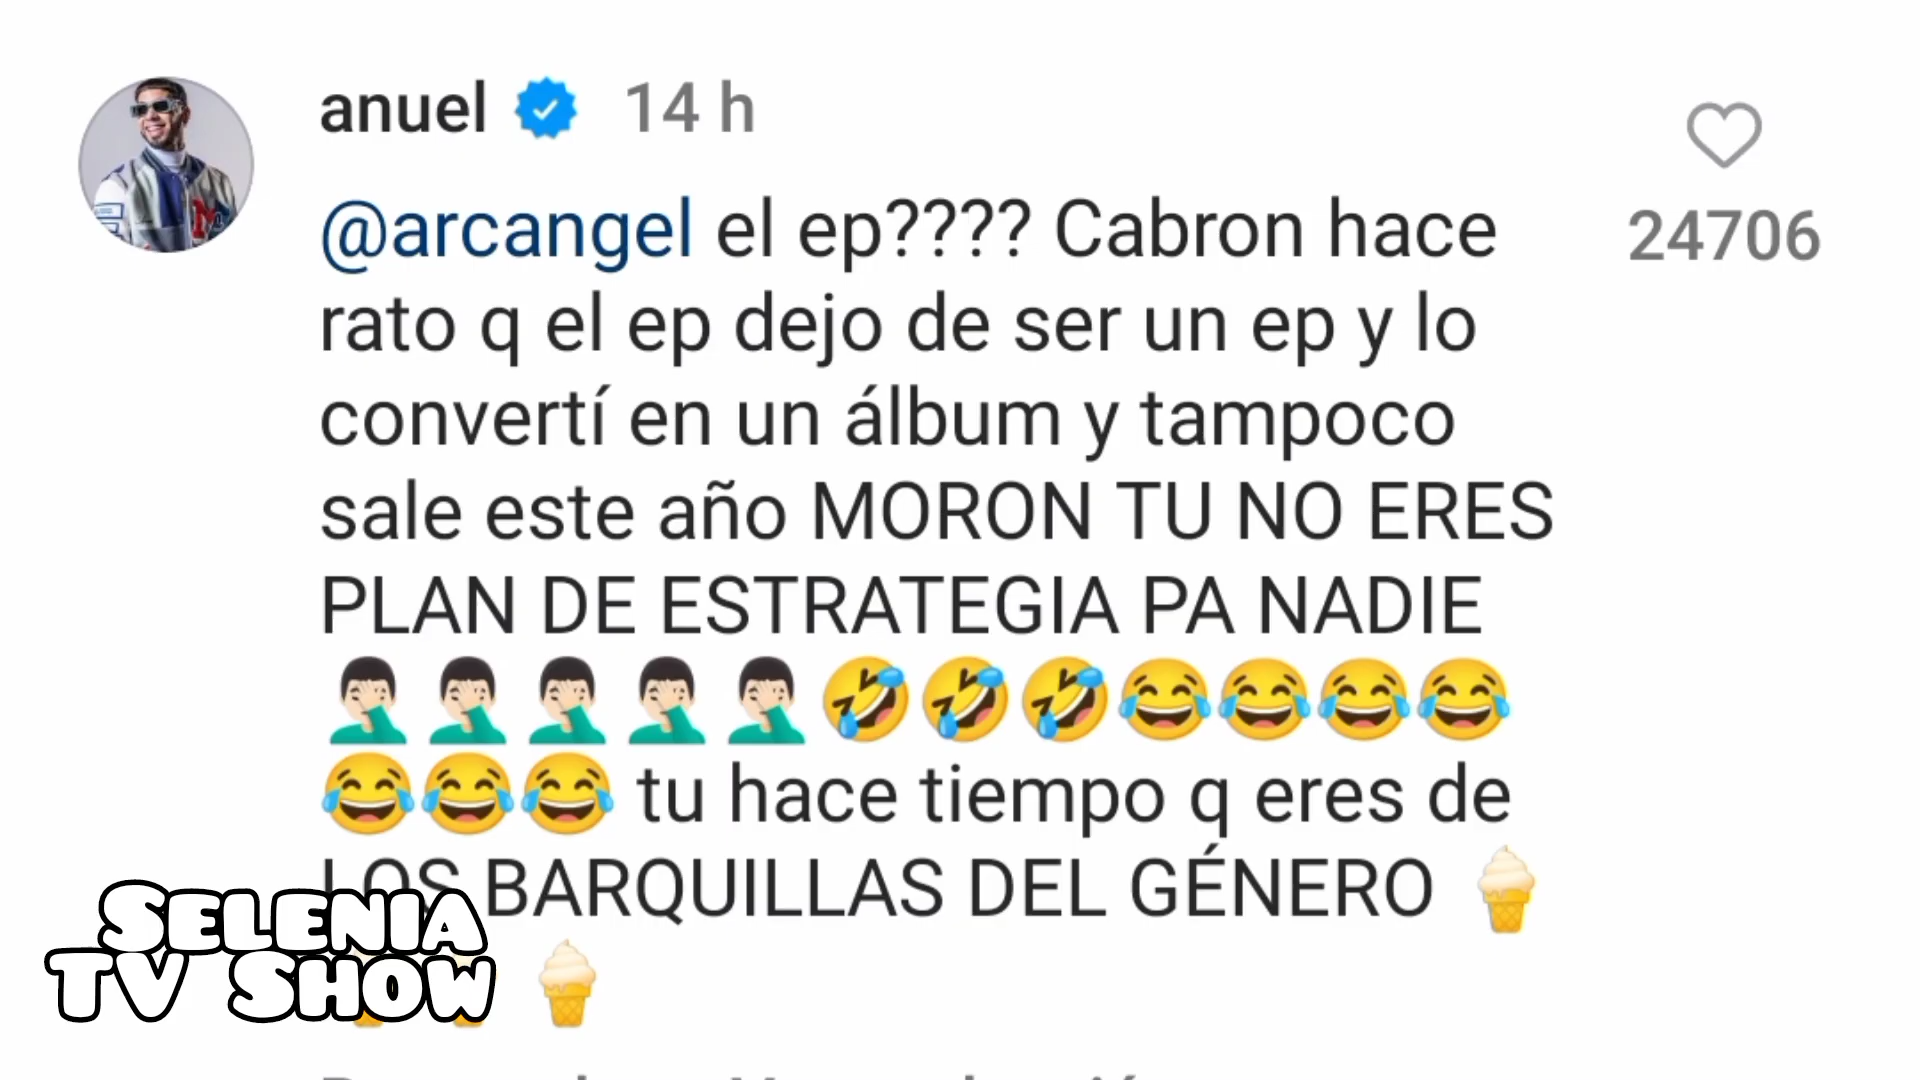 anuel 14 h
@arcangel el ep???? Cabron hace
24706
rato q el ep dejo de ser un ep y lo
convertí en un álbum y tampoco
sale este año MORON TU NO ERES
PLAN DE ESTRATEGIA PA NADIE
🤦🏻‍♂️🤦🏻‍♂️🤦🏻‍♂️🤦🏻‍♂️🤦🏻‍♂️🤣🤣🤣😂😂😂😂
😂😂😂 tu hace tiempo q eres de
LOS BARQUILLAS DEL GÉNERO 🍦
🍦
SELENIA
TV SHOW